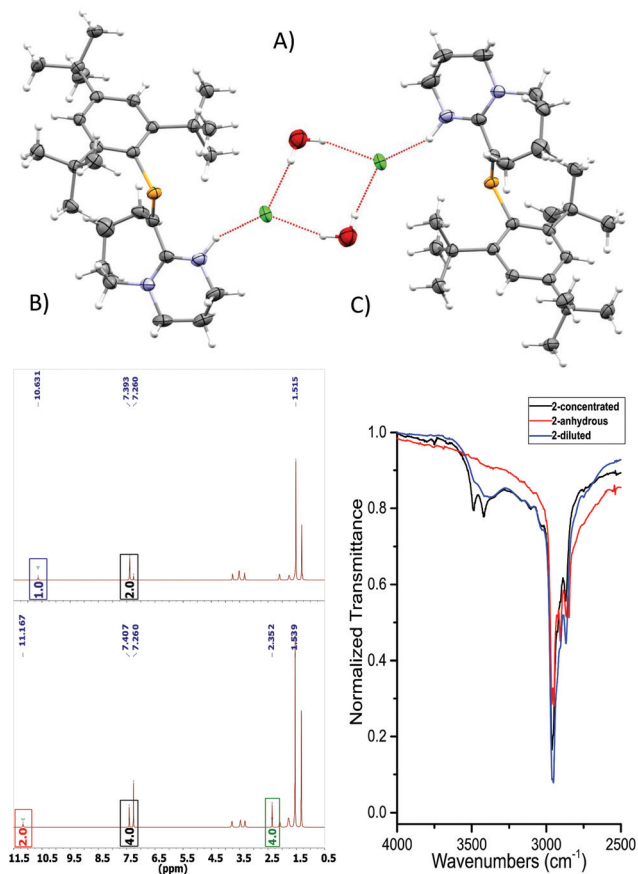 A)
B)
C)
10.631
7.393
7.260
1.515
1.0
2.0
11.167
7.407
7.260
2.352
1.539
2.0
4.0
4.0
11.5 10.5 9.5 8.5 7.5 6.5 5.5 4.5 3.5 2.5 1.5 0.5
(ppm)
2-concentrated
2-anhydrous
2-diluted
Normalized Transmittance
1.0
0.8
0.6
0.4
0.2
0.0
4000 3500 3000 2500
Wavenumbers (cm⁻¹)